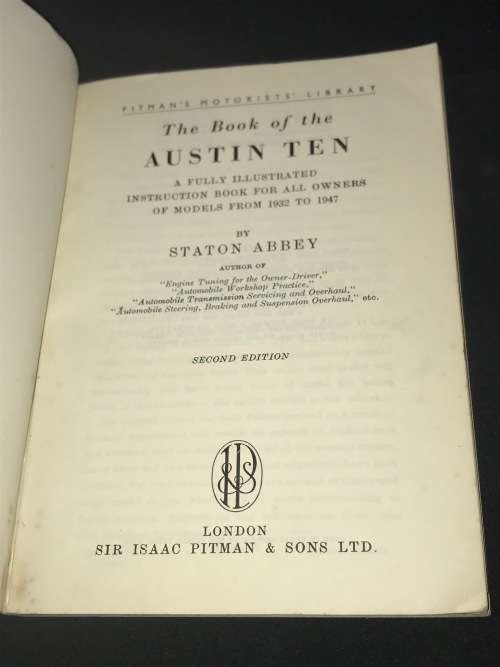 PITMAN'S MOTORISTS' LIBRARY
The Book of the
AUSTIN TEN
A FULLY ILLUSTRATED
INSTRUCTION BOOK FOR ALL OWNERS
OF MODELS FROM 1932 TO 1947
BY
STATON ABBEY
AUTHOR OF
"Engine Tuning for the Owner-Driver,"
"Automobile Workshop Practice,"
"Automobile Transmission Servicing and Overhaul,"
"Automobile Steering, Braking and Suspension Overhaul," etc.
SECOND EDITION
LONDON
SIR ISAAC PITMAN & SONS LTD.